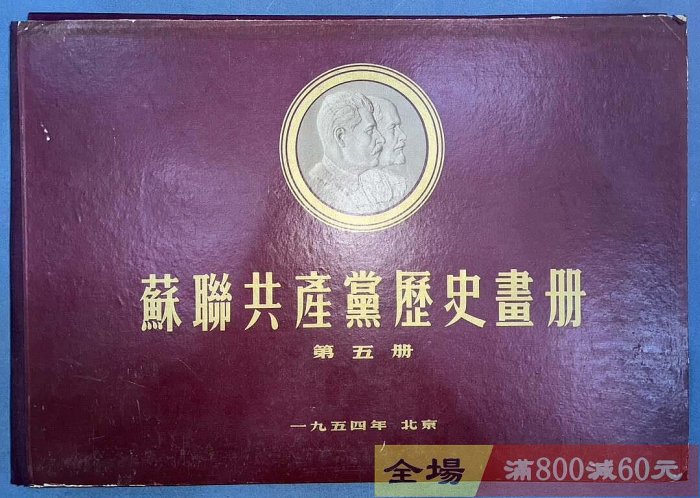 蘇聯共產黨歷史畫册
第五册
一九五四年 北京
全場 滿800減60元